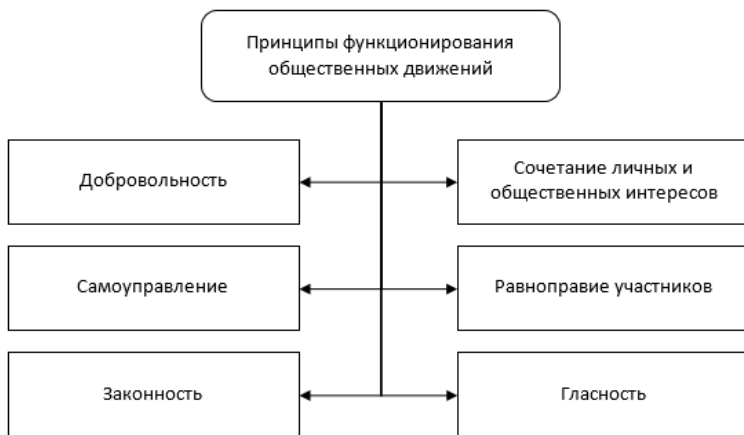 Принципы функционирования
общественных движений
Добровольность
Сочетание личных и
общественных интересов
Самоуправление
Равноправие участников
Законность
Гласность